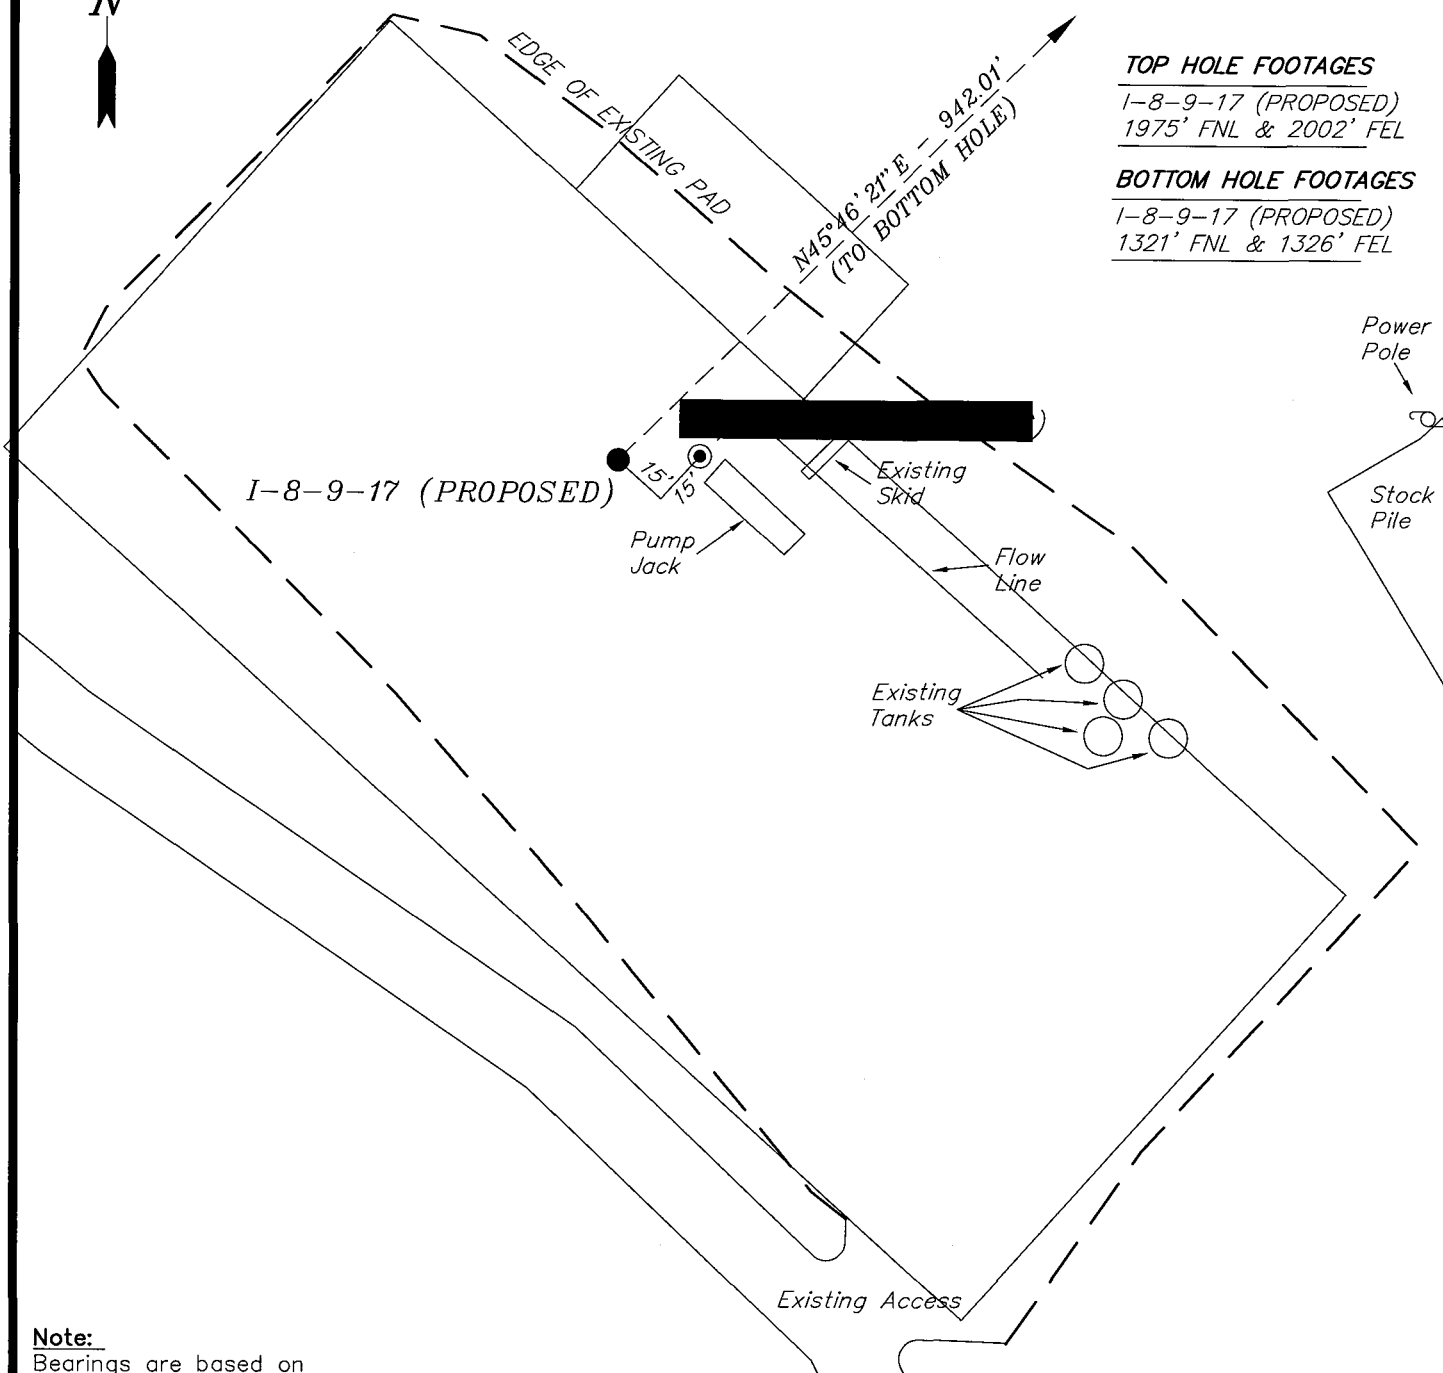 N
TOP HOLE FOOTAGES
I-8-9-17 (PROPOSED)
1975' FNL & 2002' FEL
BOTTOM HOLE FOOTAGES
I-8-9-17 (PROPOSED)
1321' FNL & 1326' FEL
EDGE OF EXISTING PAD
N45°46'21"E - 942.01'
(TO BOTTOM HOLE)
Power
Pole
Stock
Pile
15'
15'
I-8-9-17 (PROPOSED)
Existing
Skid
Pump
Jack
Flow
Line
Existing
Tanks
Existing Access
Note:
Bearings are based on